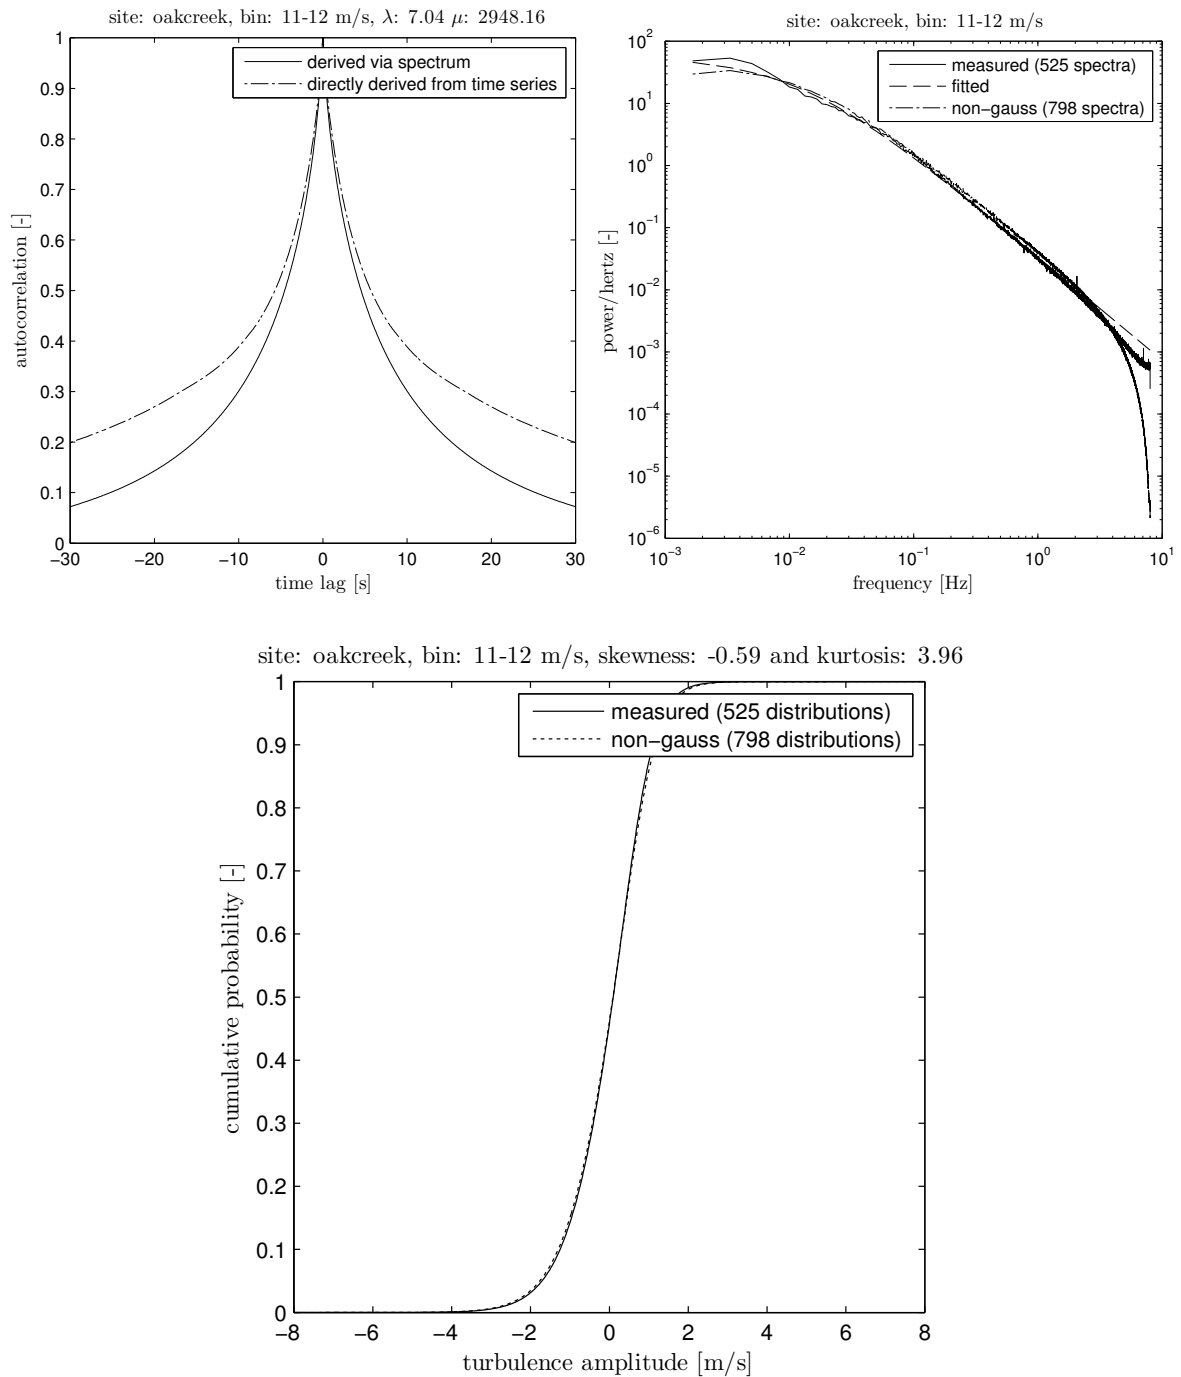 site: oakcreek, bin: 11-12 m/s, λ: 7.04 μ: 2948.16
derived via spectrum
directly derived from time series
autocorrelation [-]
1
0.9
0.8
0.7
0.6
0.5
0.4
0.3
0.2
0.1
0
−30 −20 −10 0 10 20 30
time lag [s]
site: oakcreek, bin: 11-12 m/s
measured (525 spectra)
fitted
non−gauss (798 spectra)
power/hertz [-]
10^2
10^1
10^0
10^−1
10^−2
10^−3
10^−4
10^−5
10^−6
10^−3 10^−2 10^−1 10^0 10^1
frequency [Hz]
site: oakcreek, bin: 11-12 m/s, skewness: -0.59 and kurtosis: 3.96
measured (525 distributions)
non−gauss (798 distributions)
cumulative probability [-]
1
0.9
0.8
0.7
0.6
0.5
0.4
0.3
0.2
0.1
0
−8 −6 −4 −2 0 2 4 6 8
turbulence amplitude [m/s]